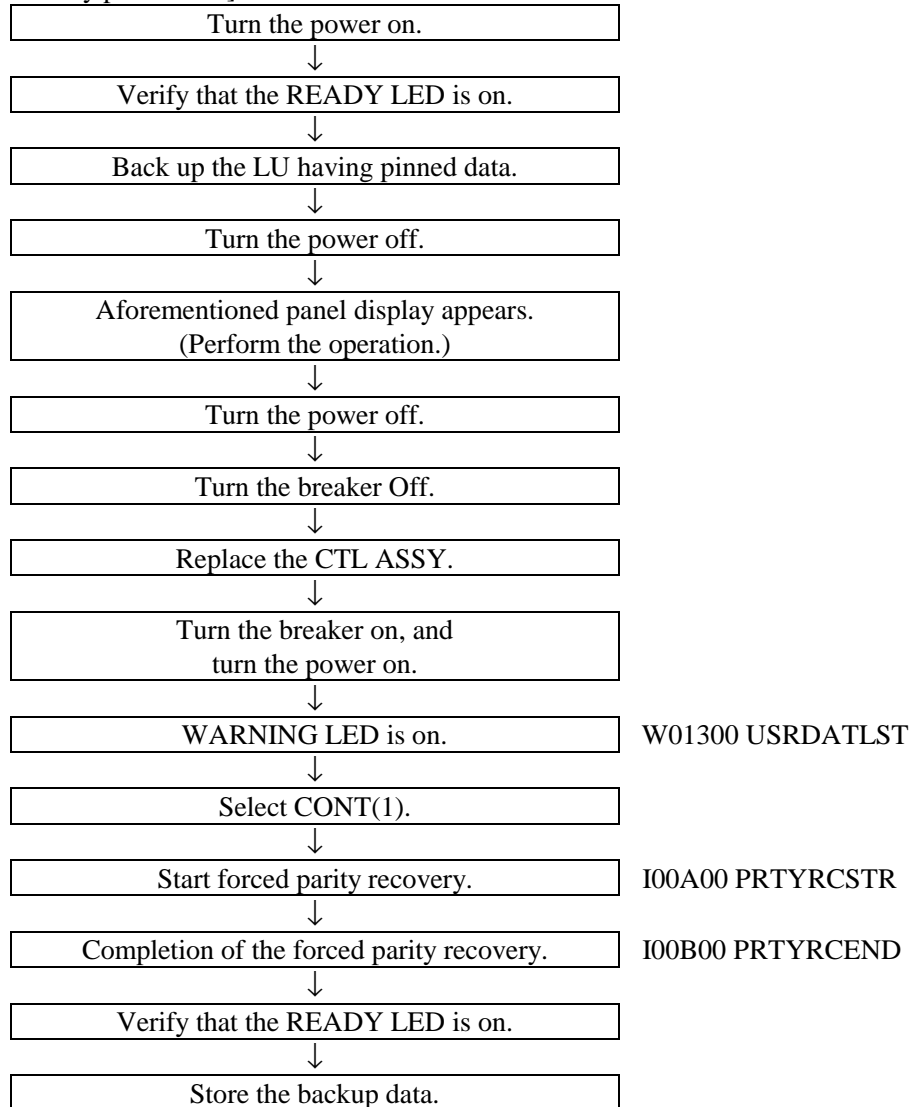 Turn the power on.
↓
Verify that the READY LED is on.
↓
Back up the LU having pinned data.
↓
Turn the power off.
↓
Aforementioned panel display appears.
(Perform the operation.)
↓
Turn the power off.
↓
Turn the breaker Off.
↓
Replace the CTL ASSY.
↓
Turn the breaker on, and
turn the power on.
↓
WARNING LED is on. W01300 USRDATLST
↓
Select CONT(1).
↓
Start forced parity recovery. I00A00 PRTYRCSTR
↓
Completion of the forced parity recovery. I00B00 PRTYRCEND
↓
Verify that the READY LED is on.
↓
Store the backup data.